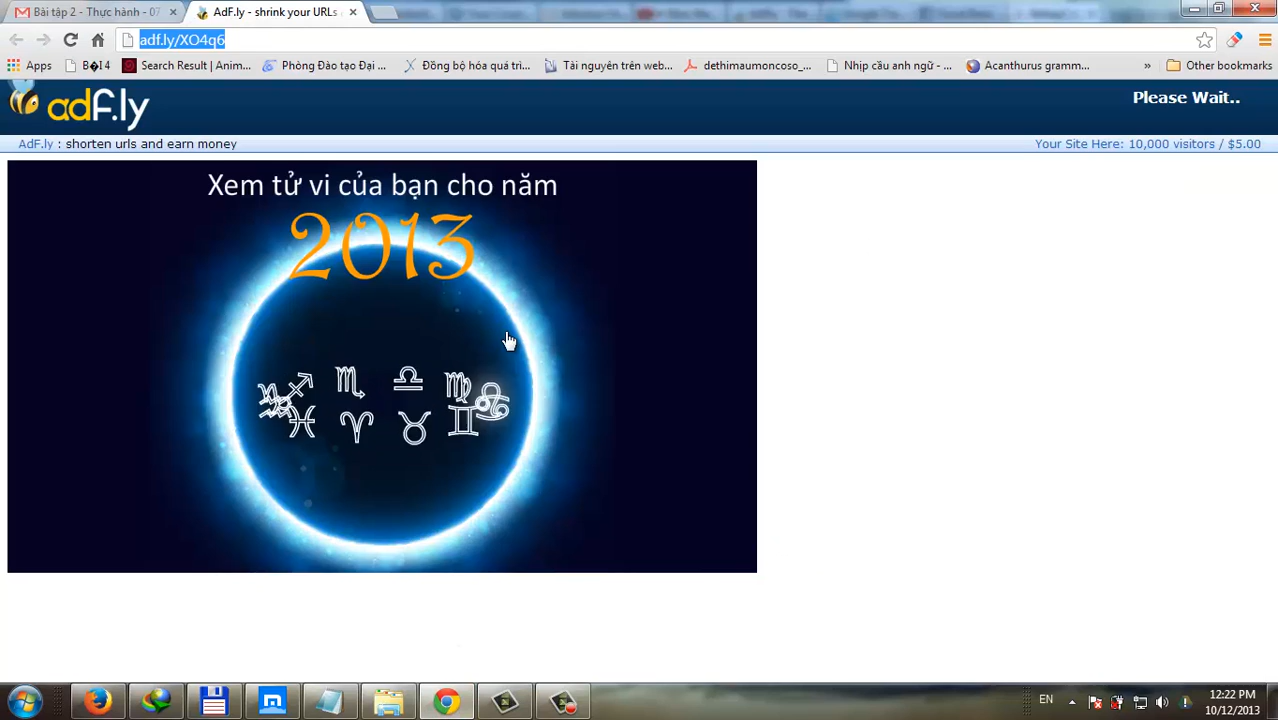 Bài tập 2 - Thực hành - 07
AdF.ly - shrink your URLs
adf.ly/XO4q6
Apps
B�I4
Search Result | Anim...
Phòng Đào tạo Đại ...
Đồng bộ hóa quá trì...
Tài nguyên trên web...
dethimaumoncoso_...
Nhịp cầu anh ngữ - ...
Acanthurus gramm...
»
Other bookmarks
adf.ly
Please Wait..
AdF.ly : shorten urls and earn money
Your Site Here: 10,000 visitors / $5.00
Xem tử vi của bạn cho năm
2013
EN
12:22 PM
10/12/2013